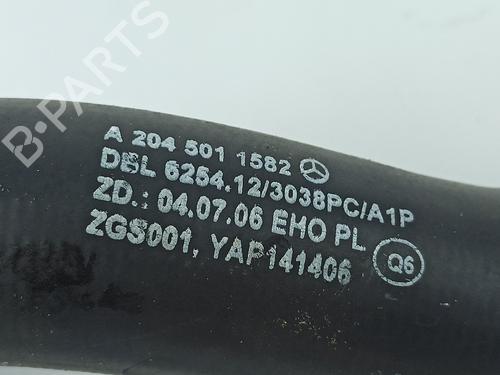 A 204 501 1582
DBL 6254.12/3038PC/A1P
ZD.: 04.07.06 EHO PL
ZGS001, YAP141406
Q6
B-PARTS